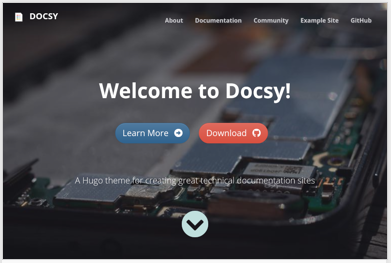 DOCSY
About Documentation Community Example Site GitHub
Welcome to Docsy!
Learn More Download
A Hugo theme for creating great technical documentation sites